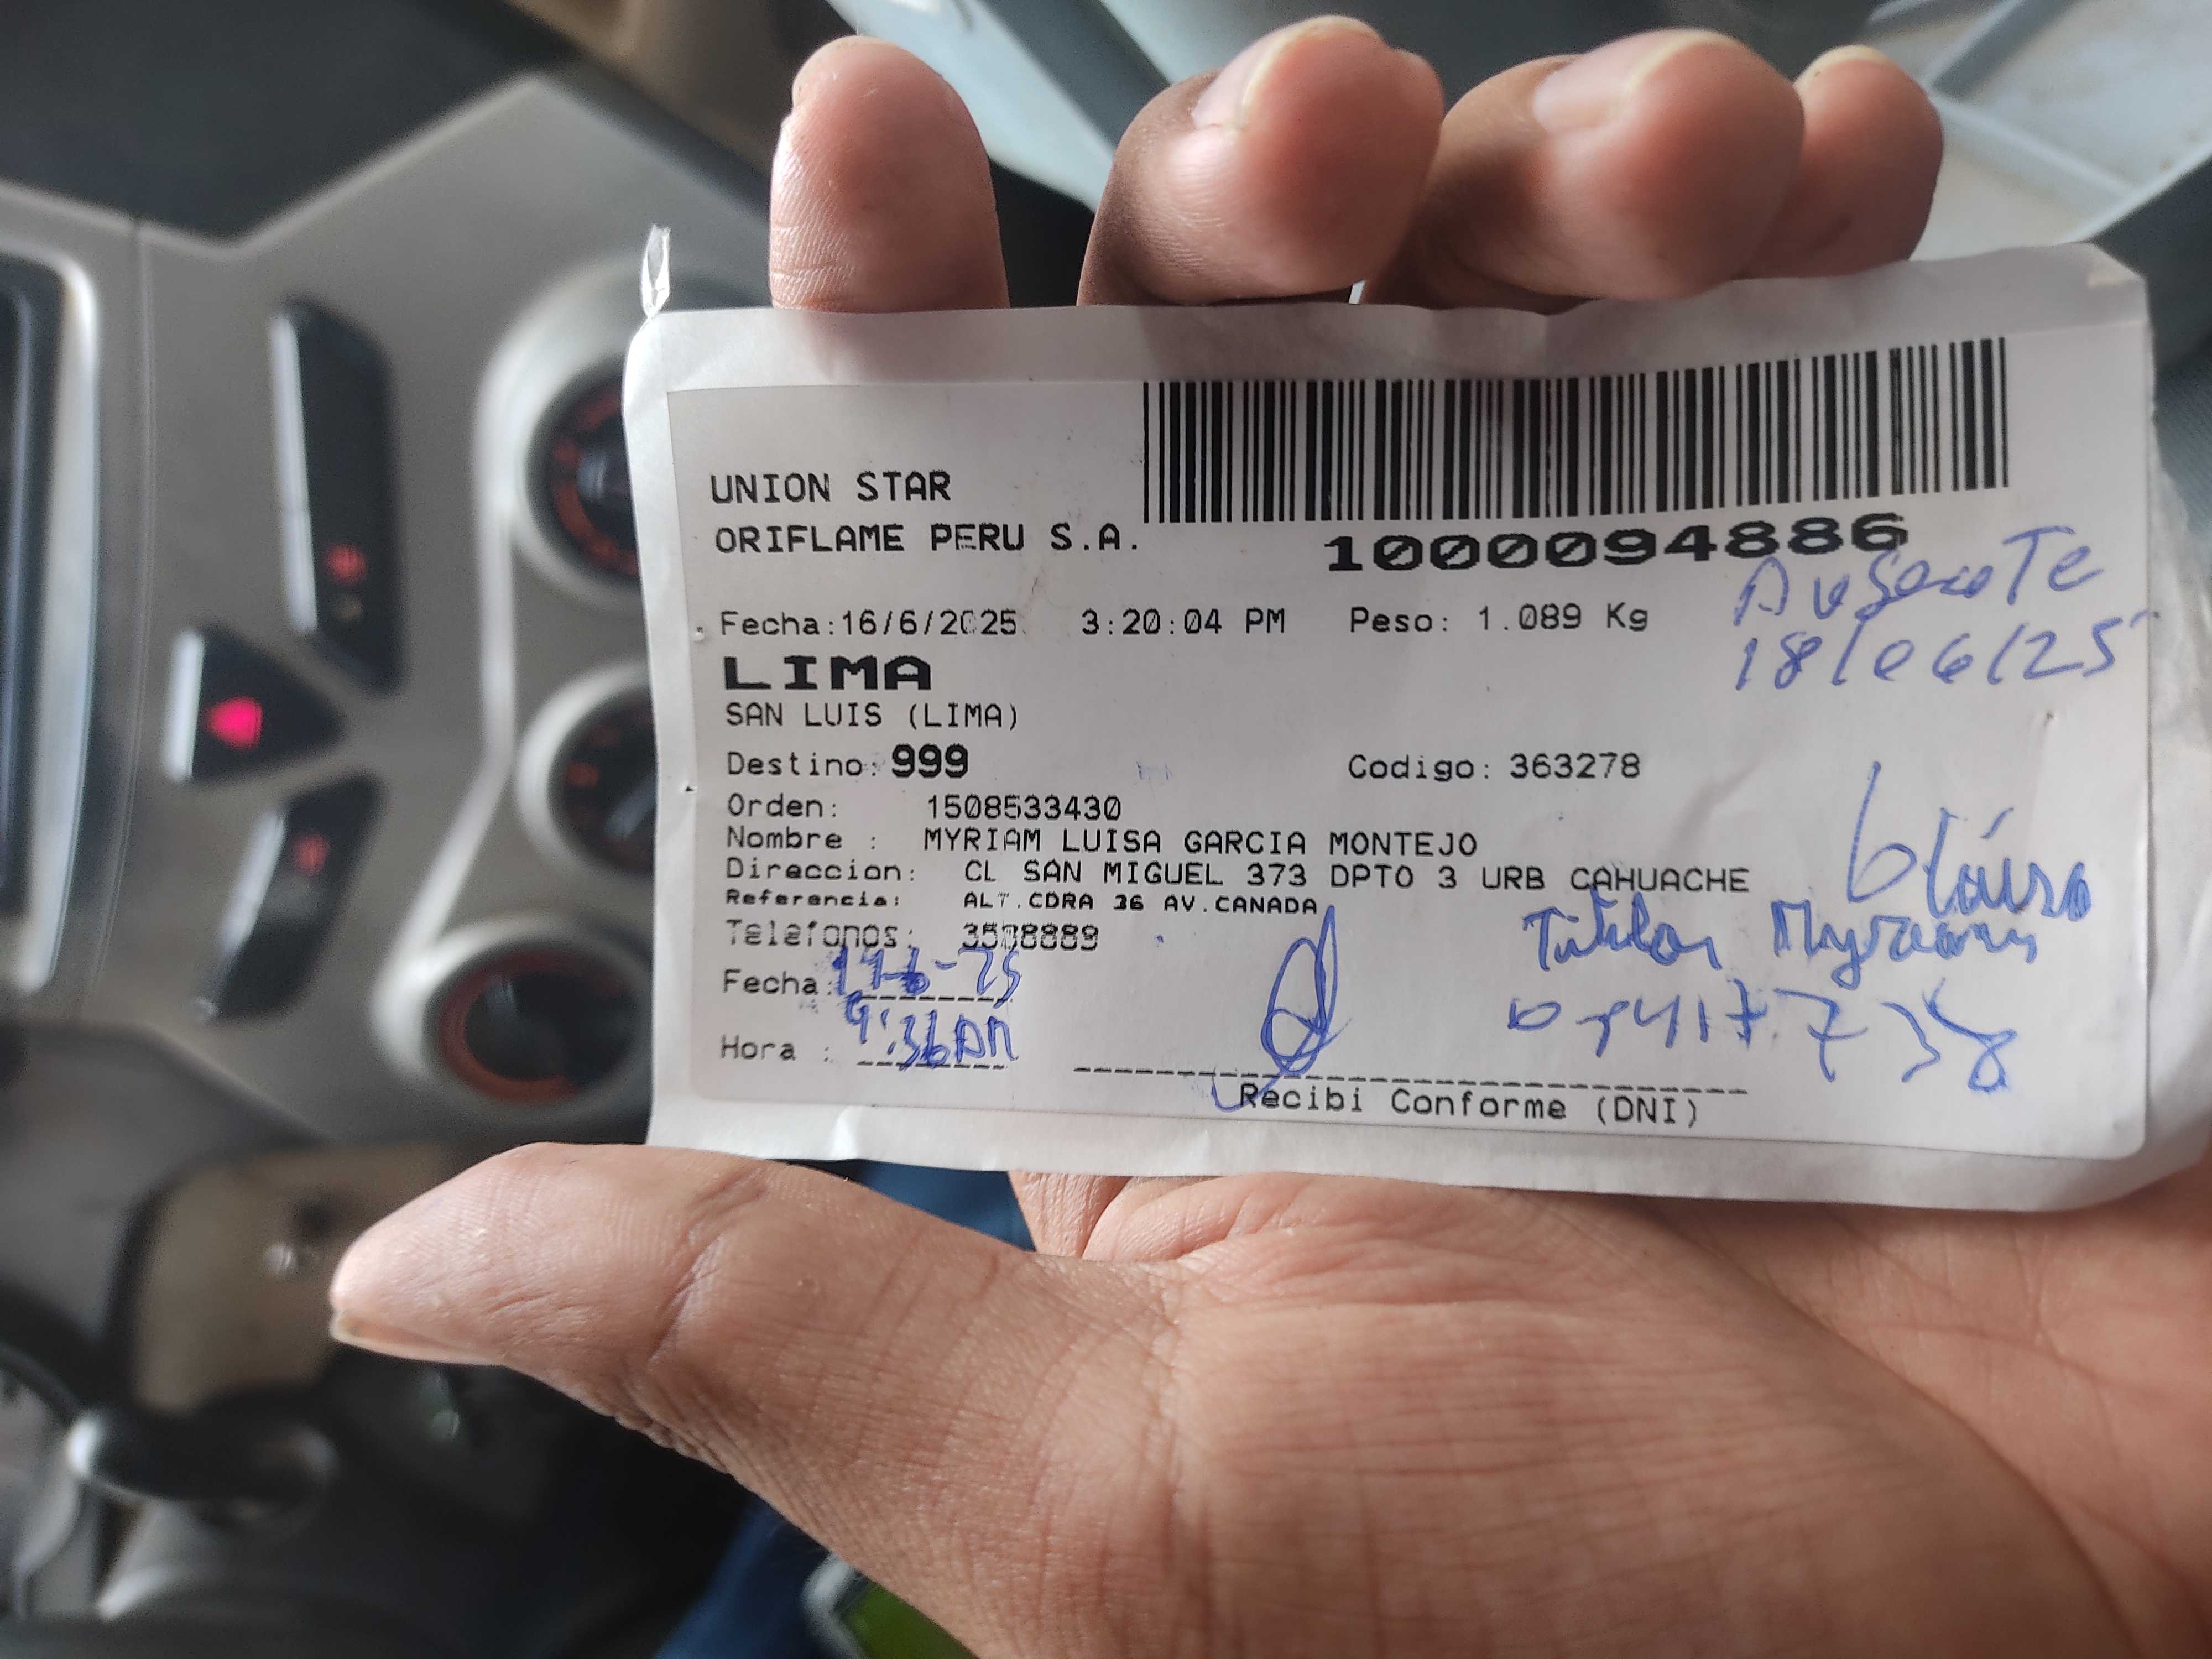 UNION STAR
ORIFLAME PERU S.A.
1000094886
Ausente
18/06/25
Fecha:16/6/2025 3:20:04 PM Peso: 1.089 Kg
LIMA
SAN LUIS (LIMA)
Destino: 999 Codigo: 363278
Orden: 1508533430
Nombre : MYRIAM LUISA GARCIA MONTEJO
Direccion: CL SAN MIGUEL 373 DPTO 3 URB CAHUACHE
Referencia: ALT.CDRA 36 AV.CANADA
Telefonos:
Titular
Fecha:
Hora : 9:36AM
Recibi Conforme (DNI)